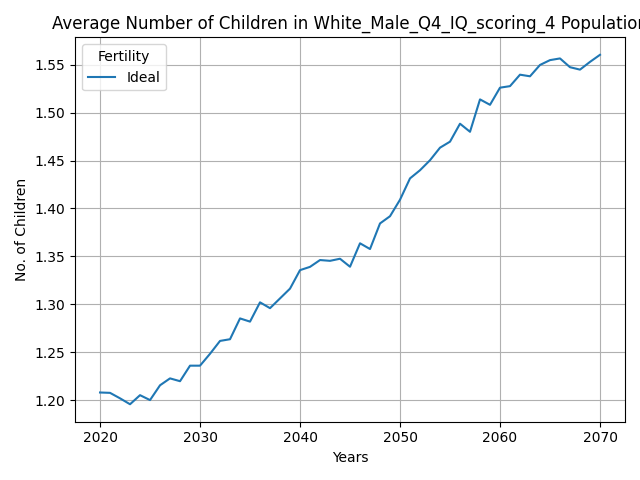 Average Number of Children in White_Male_Q4_IQ_scoring_4 Population
Fertility
Ideal
No. of Children
1.55
1.50
1.45
1.40
1.35
1.30
1.25
1.20
2020 2030 2040 2050 2060 2070
Years